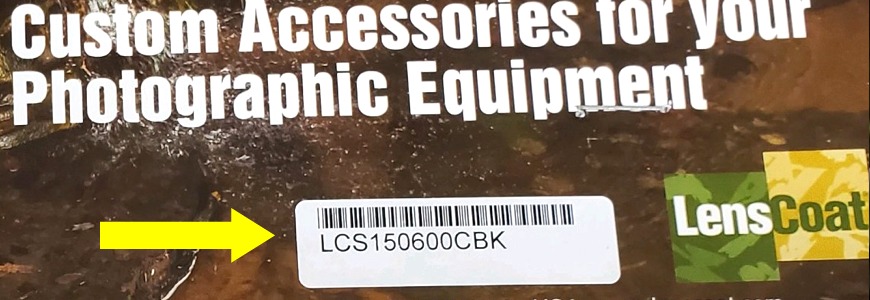 Custom Accessories for your
Photographic Equipment
LCS150600CBK
LensCoat